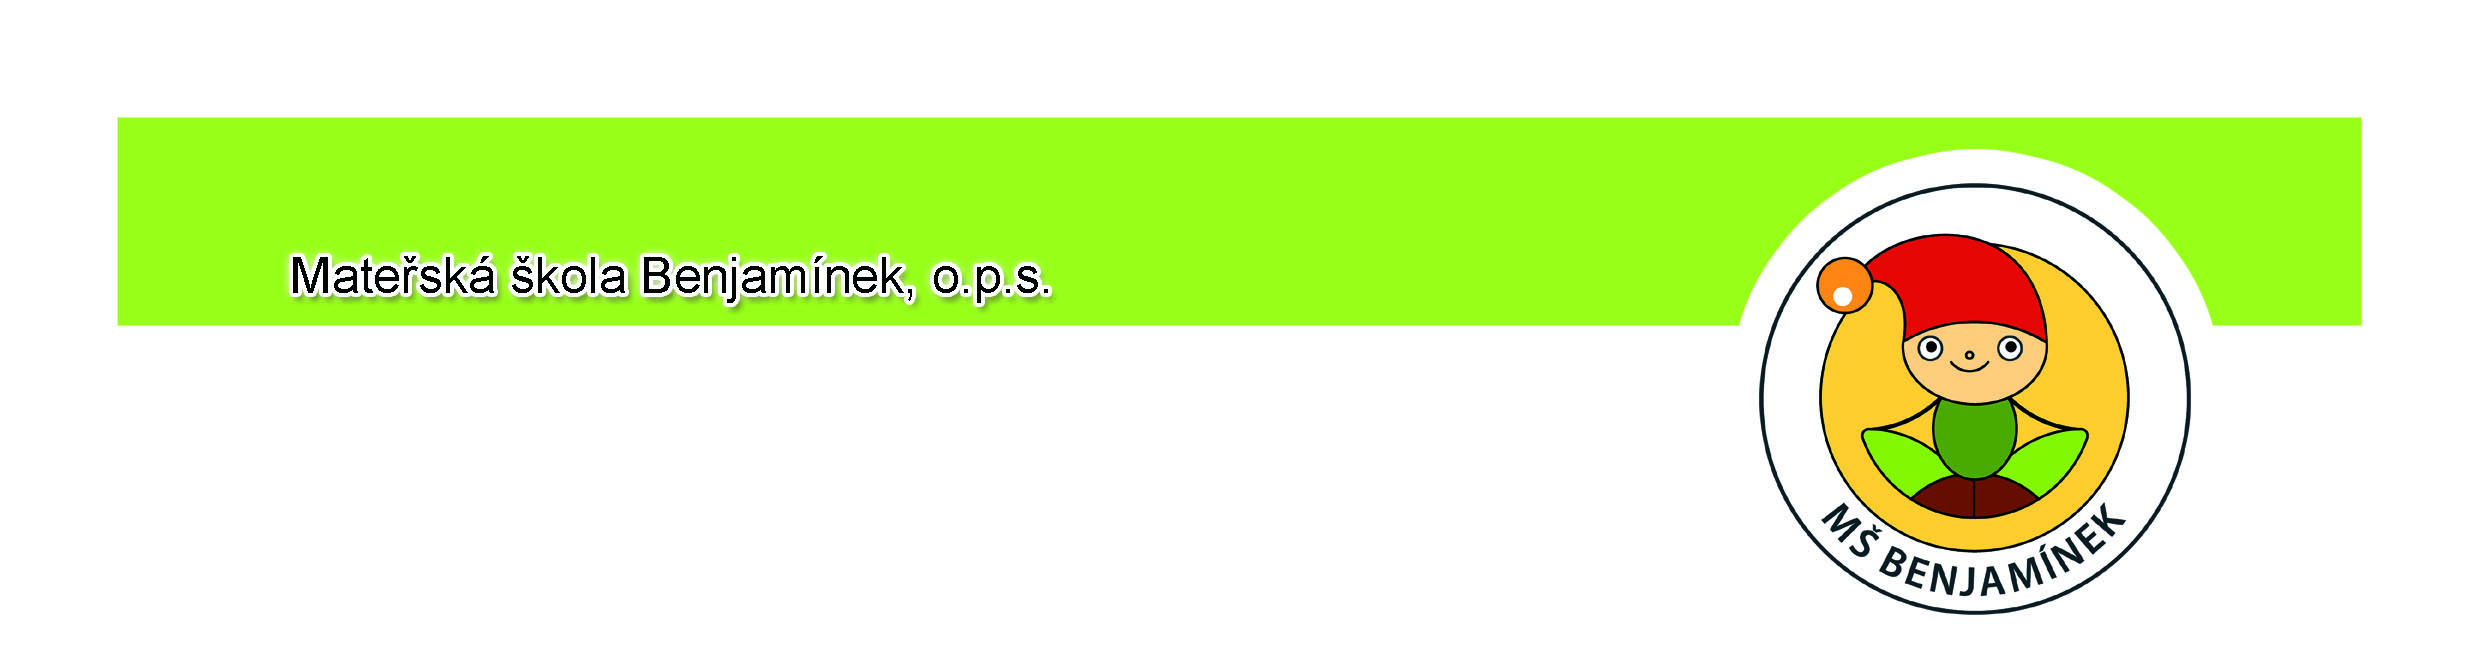 Mateřská škola Benjamínek, o.p.s.
MŠ BENJAMÍNEK